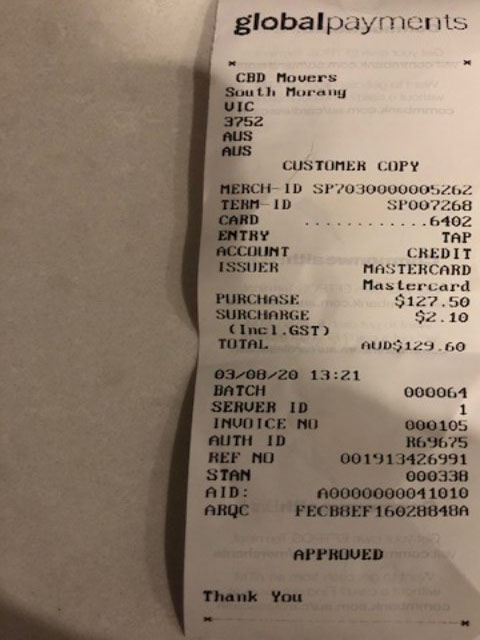 globalpayments
* *
CBD Movers
South Morang
VIC
3752
AUS
AUS
CUSTOMER COPY
MERCH-ID SP7030000005262
TERM-ID SP007268
CARD ............6402
ENTRY TAP
ACCOUNT CREDIT
ISSUER MASTERCARD
Mastercard
PURCHASE $127.50
SURCHARGE $2.10
(Incl.GST)
TOTAL AUD$129.60
03/08/20 13:21
BATCH 000064
SERVER ID 1
INVOICE NO 000105
AUTH ID R69675
REF NO 001913426991
STAN 000338
AID: A0000000041010
ARQC FECB8EF16028848A
APPROVED
Thank You
* *